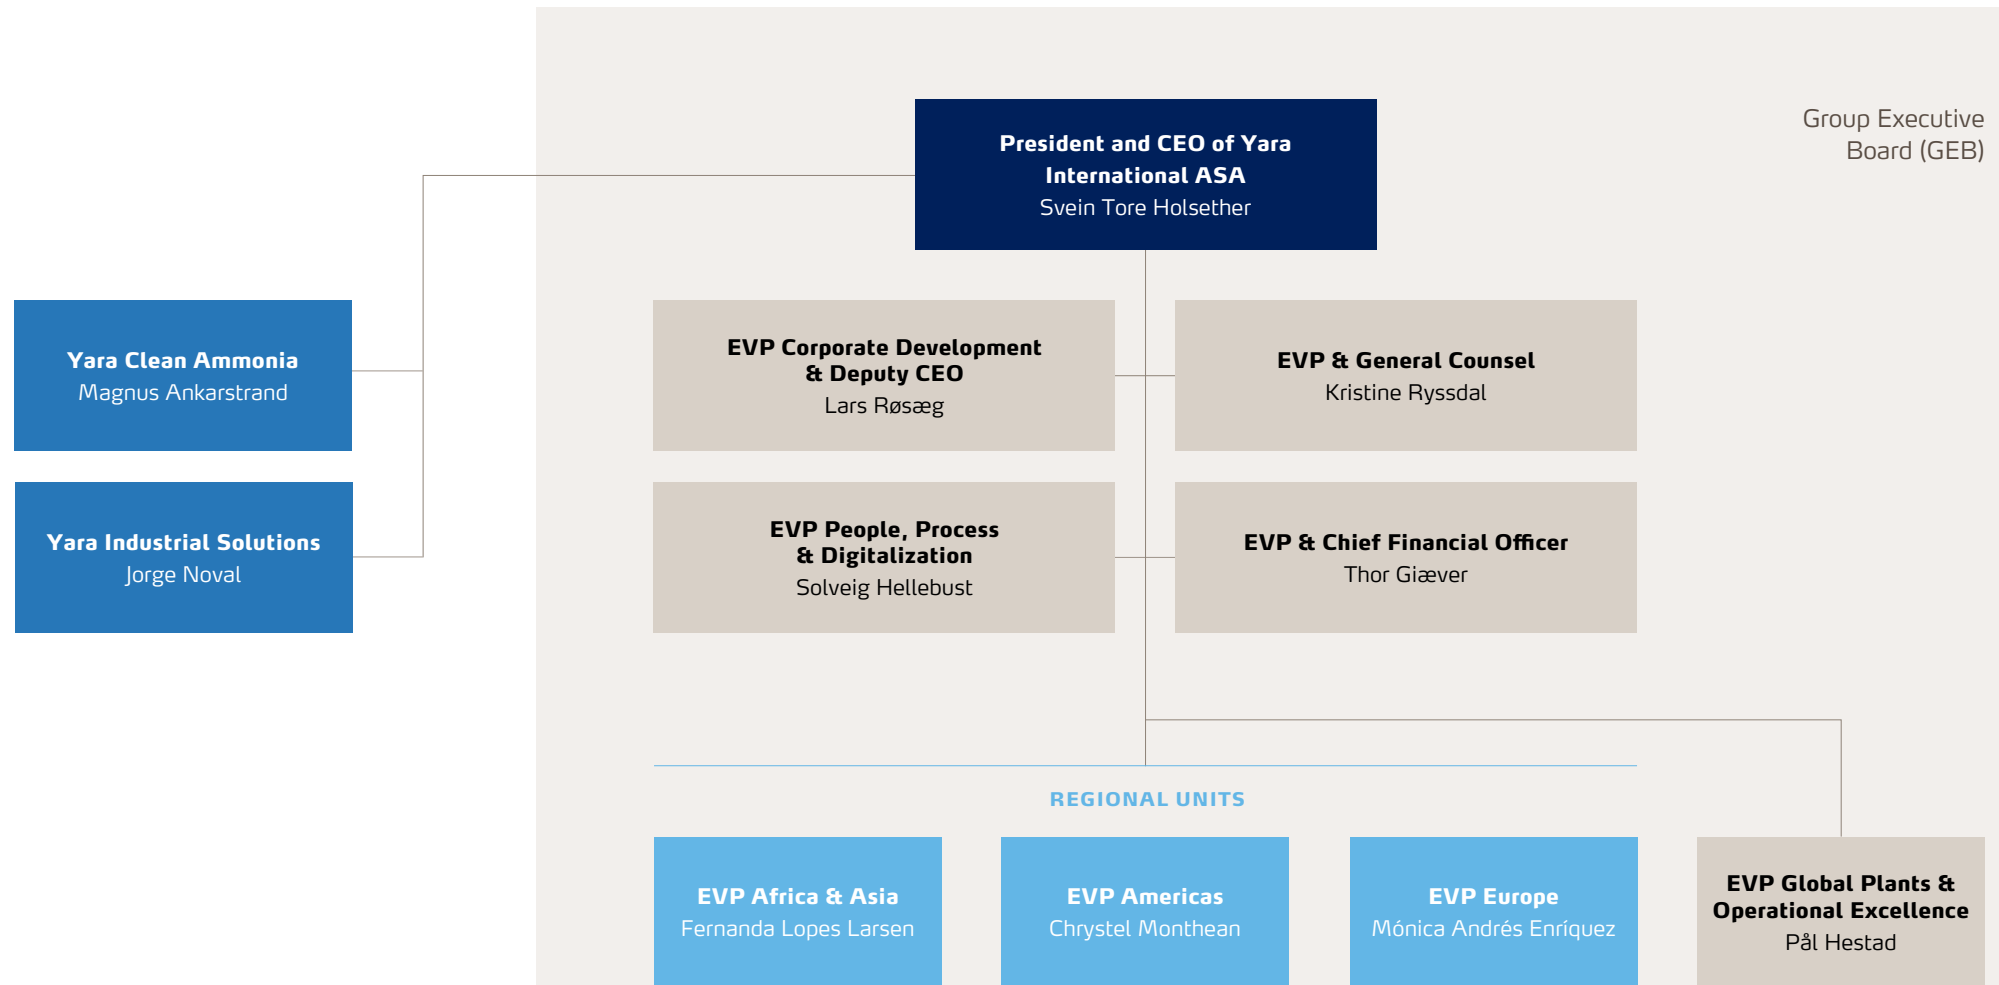 Group Executive
Board (GEB)
President and CEO of Yara
International ASA
Svein Tore Holsether
Yara Clean Ammonia
Magnus Ankarstrand
EVP Corporate Development
& Deputy CEO
Lars Røsæg
EVP & General Counsel
Kristine Ryssdal
Yara Industrial Solutions
Jorge Noval
EVP People, Process
& Digitalization
Solveig Hellebust
EVP & Chief Financial Officer
Thor Giæver
REGIONAL UNITS
EVP Africa & Asia
Fernanda Lopes Larsen
EVP Americas
Chrystel Monthean
EVP Europe
Mónica Andrés Enríquez
EVP Global Plants &
Operational Excellence
Pål Hestad